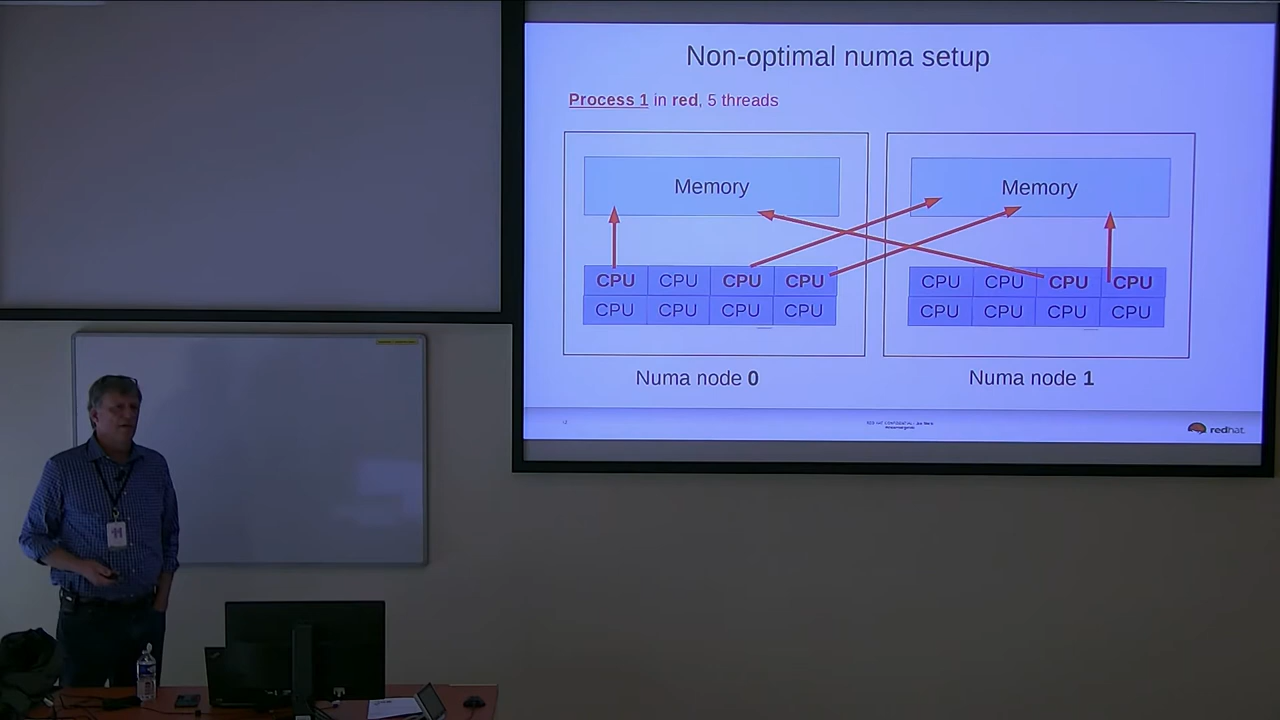 Non-optimal numa setup
Process 1 in red, 5 threads
Memory
Memory
CPU CPU CPU CPU
CPU CPU CPU CPU
CPU CPU CPU CPU
CPU CPU CPU CPU
Numa node 0
Numa node 1
redhat